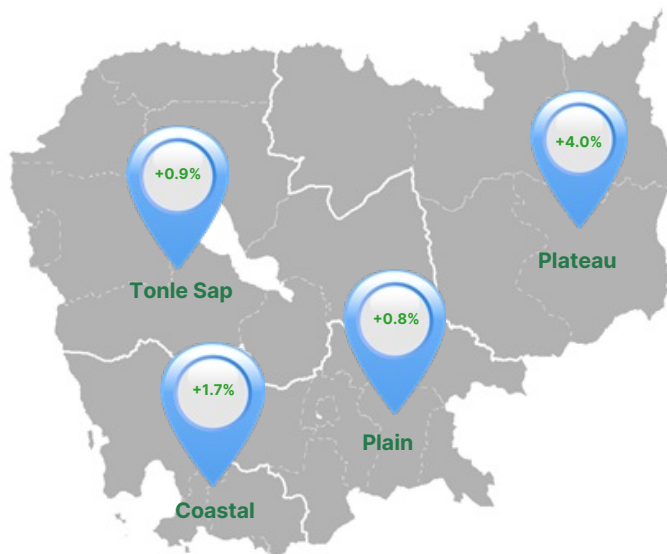 +4.0%
Plateau
+0.9%
Tonle Sap
+0.8%
Plain
+1.7%
Coastal